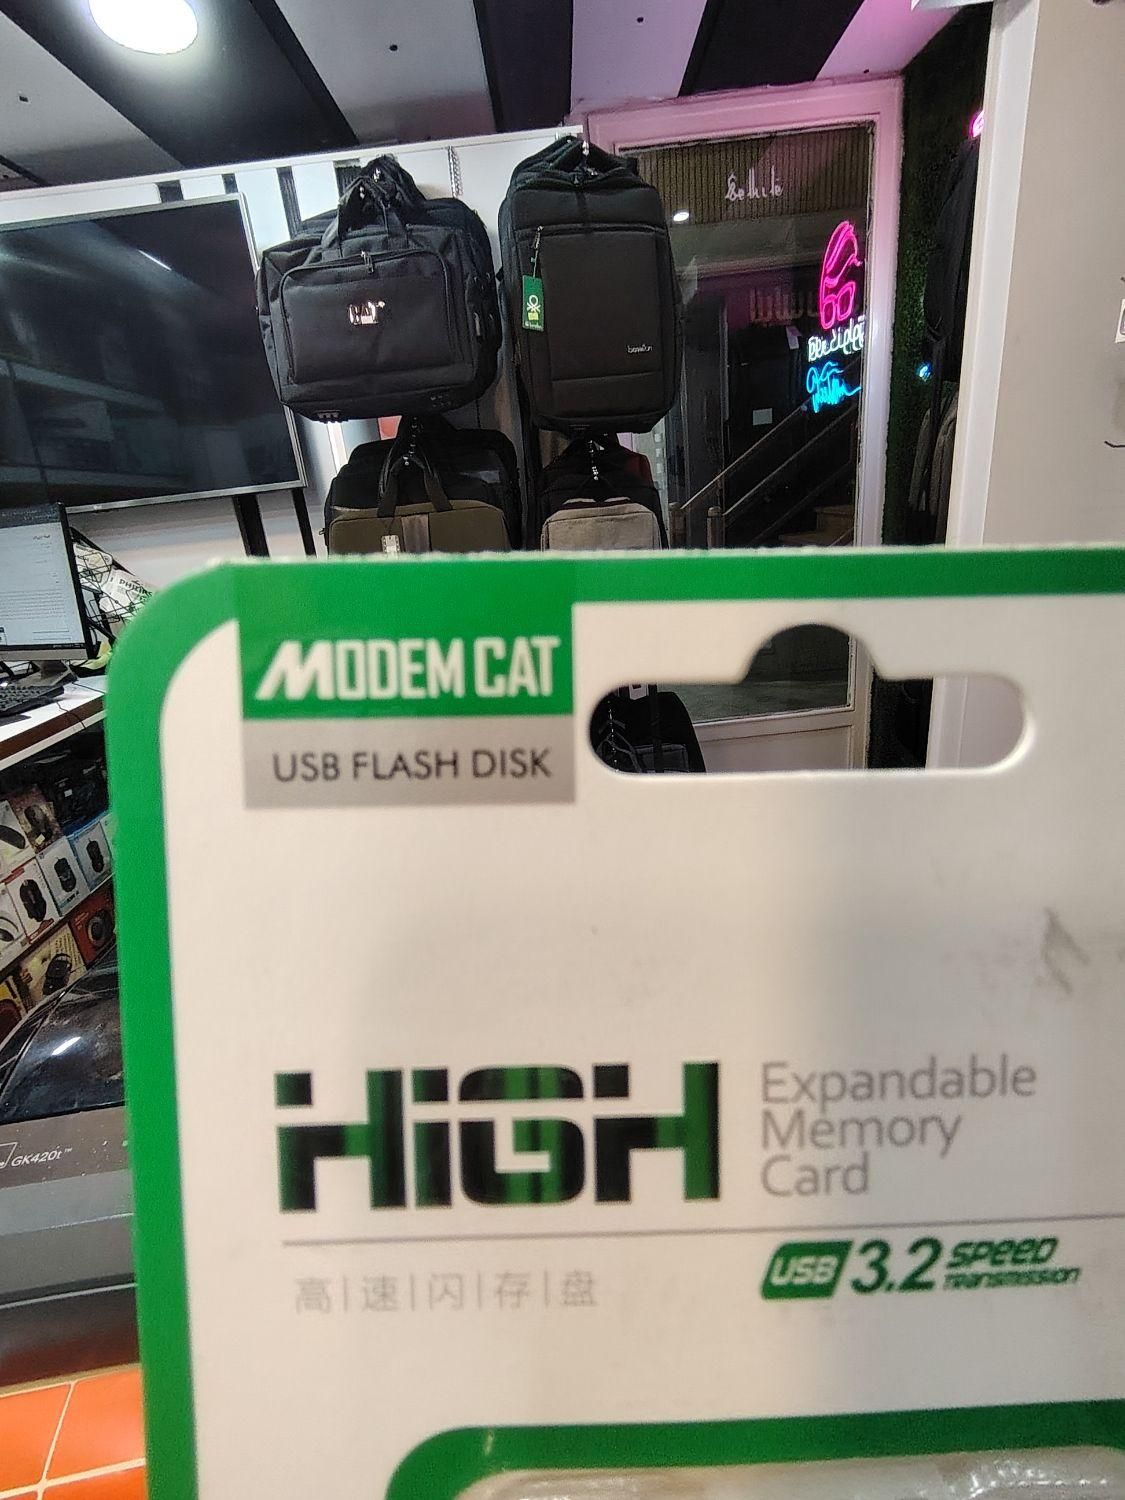 MODEM CAT
USB FLASH DISK
HiGH
Expandable
Memory
Card
高|速|闪|存|盘
USB 3.2 SPEED
TRANSMISSION
GK420t™
CAT